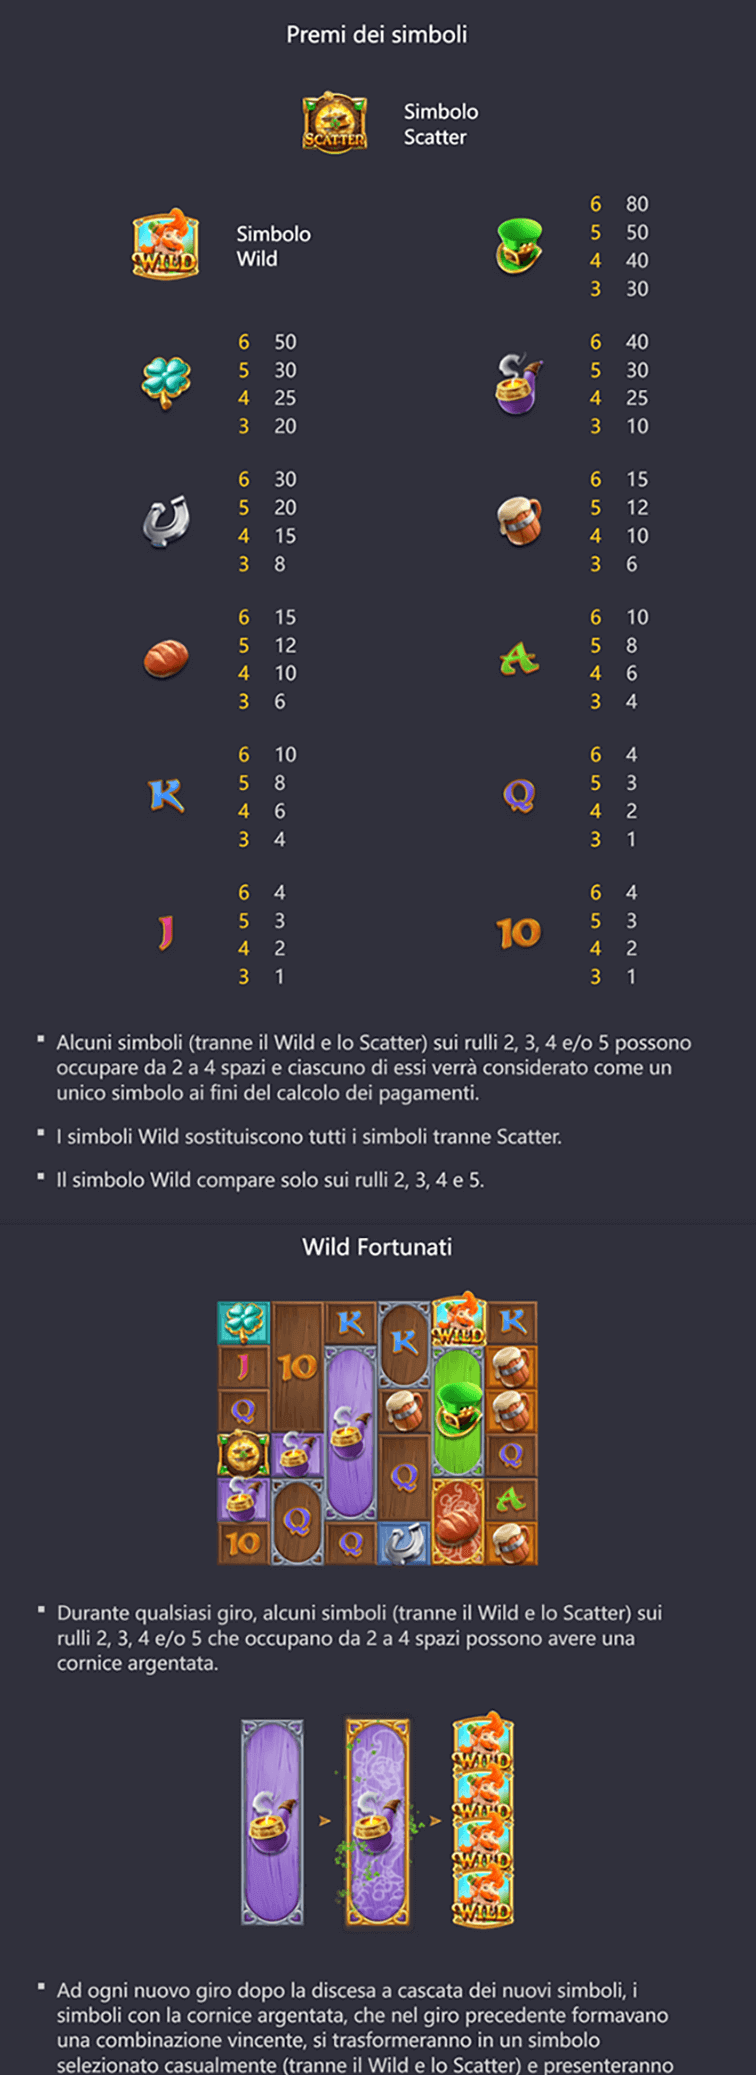 Premi dei simboli
SCATTER
Simbolo
Scatter
WILD
Simbolo
Wild
6 80
5 50
4 40
3 30
6 50
5 30
4 25
3 20
6 40
5 30
4 25
3 10
6 30
5 20
4 15
3 8
6 15
5 12
4 10
3 6
6 15
5 12
4 10
3 6
A
6 10
5 8
4 6
3 4
K
6 10
5 8
4 6
3 4
Q
6 4
5 3
4 2
3 1
J
6 4
5 3
4 2
3 1
10
6 4
5 3
4 2
3 1
▪ Alcuni simboli (tranne il Wild e lo Scatter) sui rulli 2, 3, 4 e/o 5 possono
occupare da 2 a 4 spazi e ciascuno di essi verrà considerato come un
unico simbolo ai fini del calcolo dei pagamenti.
▪ I simboli Wild sostituiscono tutti i simboli tranne Scatter.
▪ Il simbolo Wild compare solo sui rulli 2, 3, 4 e 5.
Wild Fortunati
K K WILD K
J 10
Q
Q Q
A
Q
10 Q
▪ Durante qualsiasi giro, alcuni simboli (tranne il Wild e lo Scatter) sui
rulli 2, 3, 4 e/o 5 che occupano da 2 a 4 spazi possono avere una
cornice argentata.
WILD
WILD
WILD
WILD
▪ Ad ogni nuovo giro dopo la discesa a cascata dei nuovi simboli, i
simboli con la cornice argentata, che nel giro precedente formavano
una combinazione vincente, si trasformeranno in un simbolo
selezionato casualmente (tranne il Wild e lo Scatter) e presenteranno